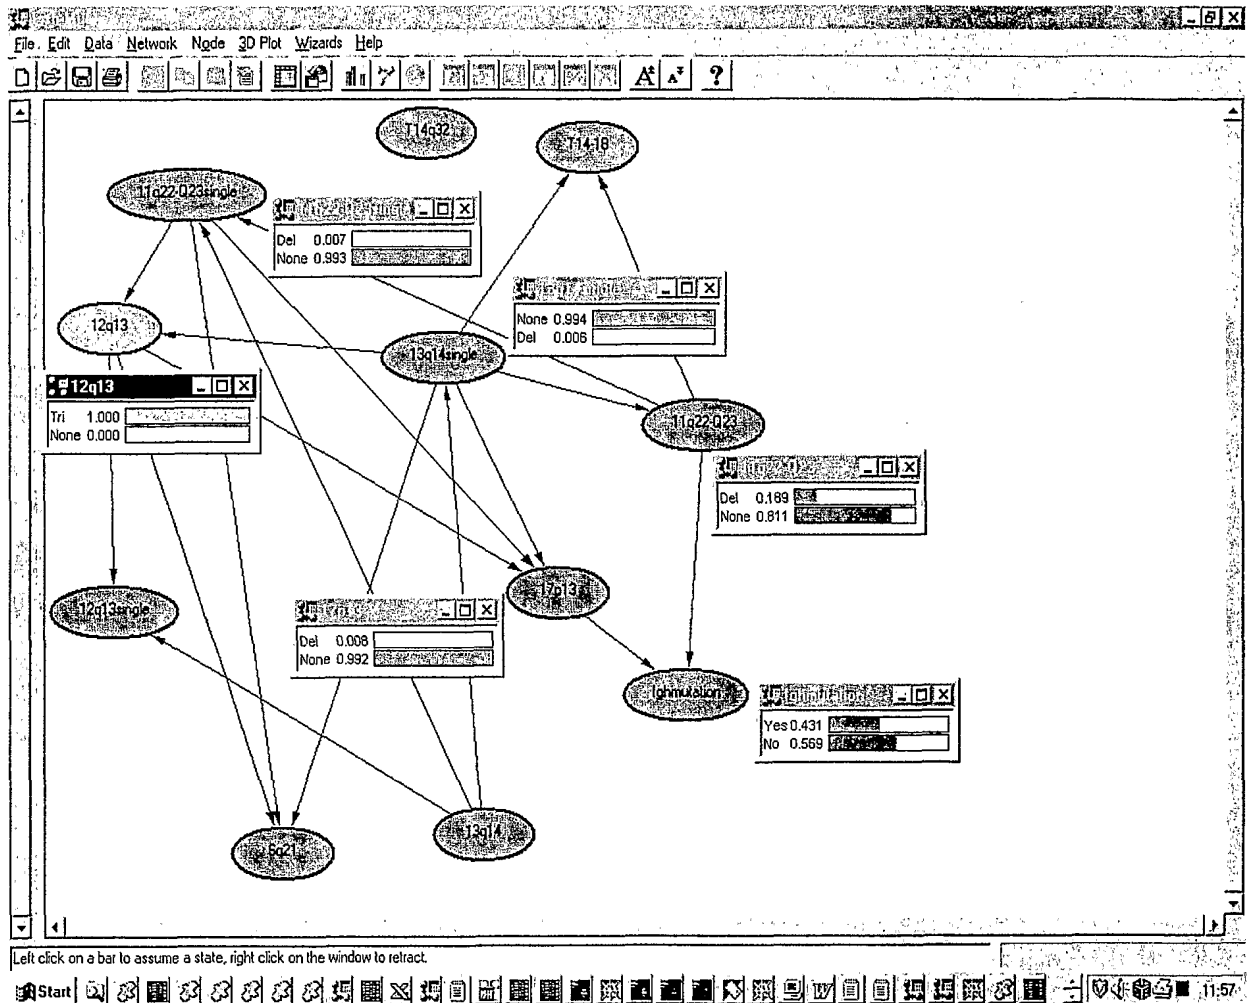 File Edit Data Network Node 3D Plot Wizards Help
T14q32
T14-18
11q22-Q23single
Del 0.007
None 0.993
None 0.994
Del 0.006
12q13
13q14single
12q13
Tri 1.000
None 0.000
11q22-Q23
Del 0.189
None 0.811
17p13
12q13single
Del 0.008
None 0.992
Ighmutation
Yes 0.431
No 0.569
6q21
13q14
Left click on a bar to assume a state, right click on the window to retract.
Start
11:57